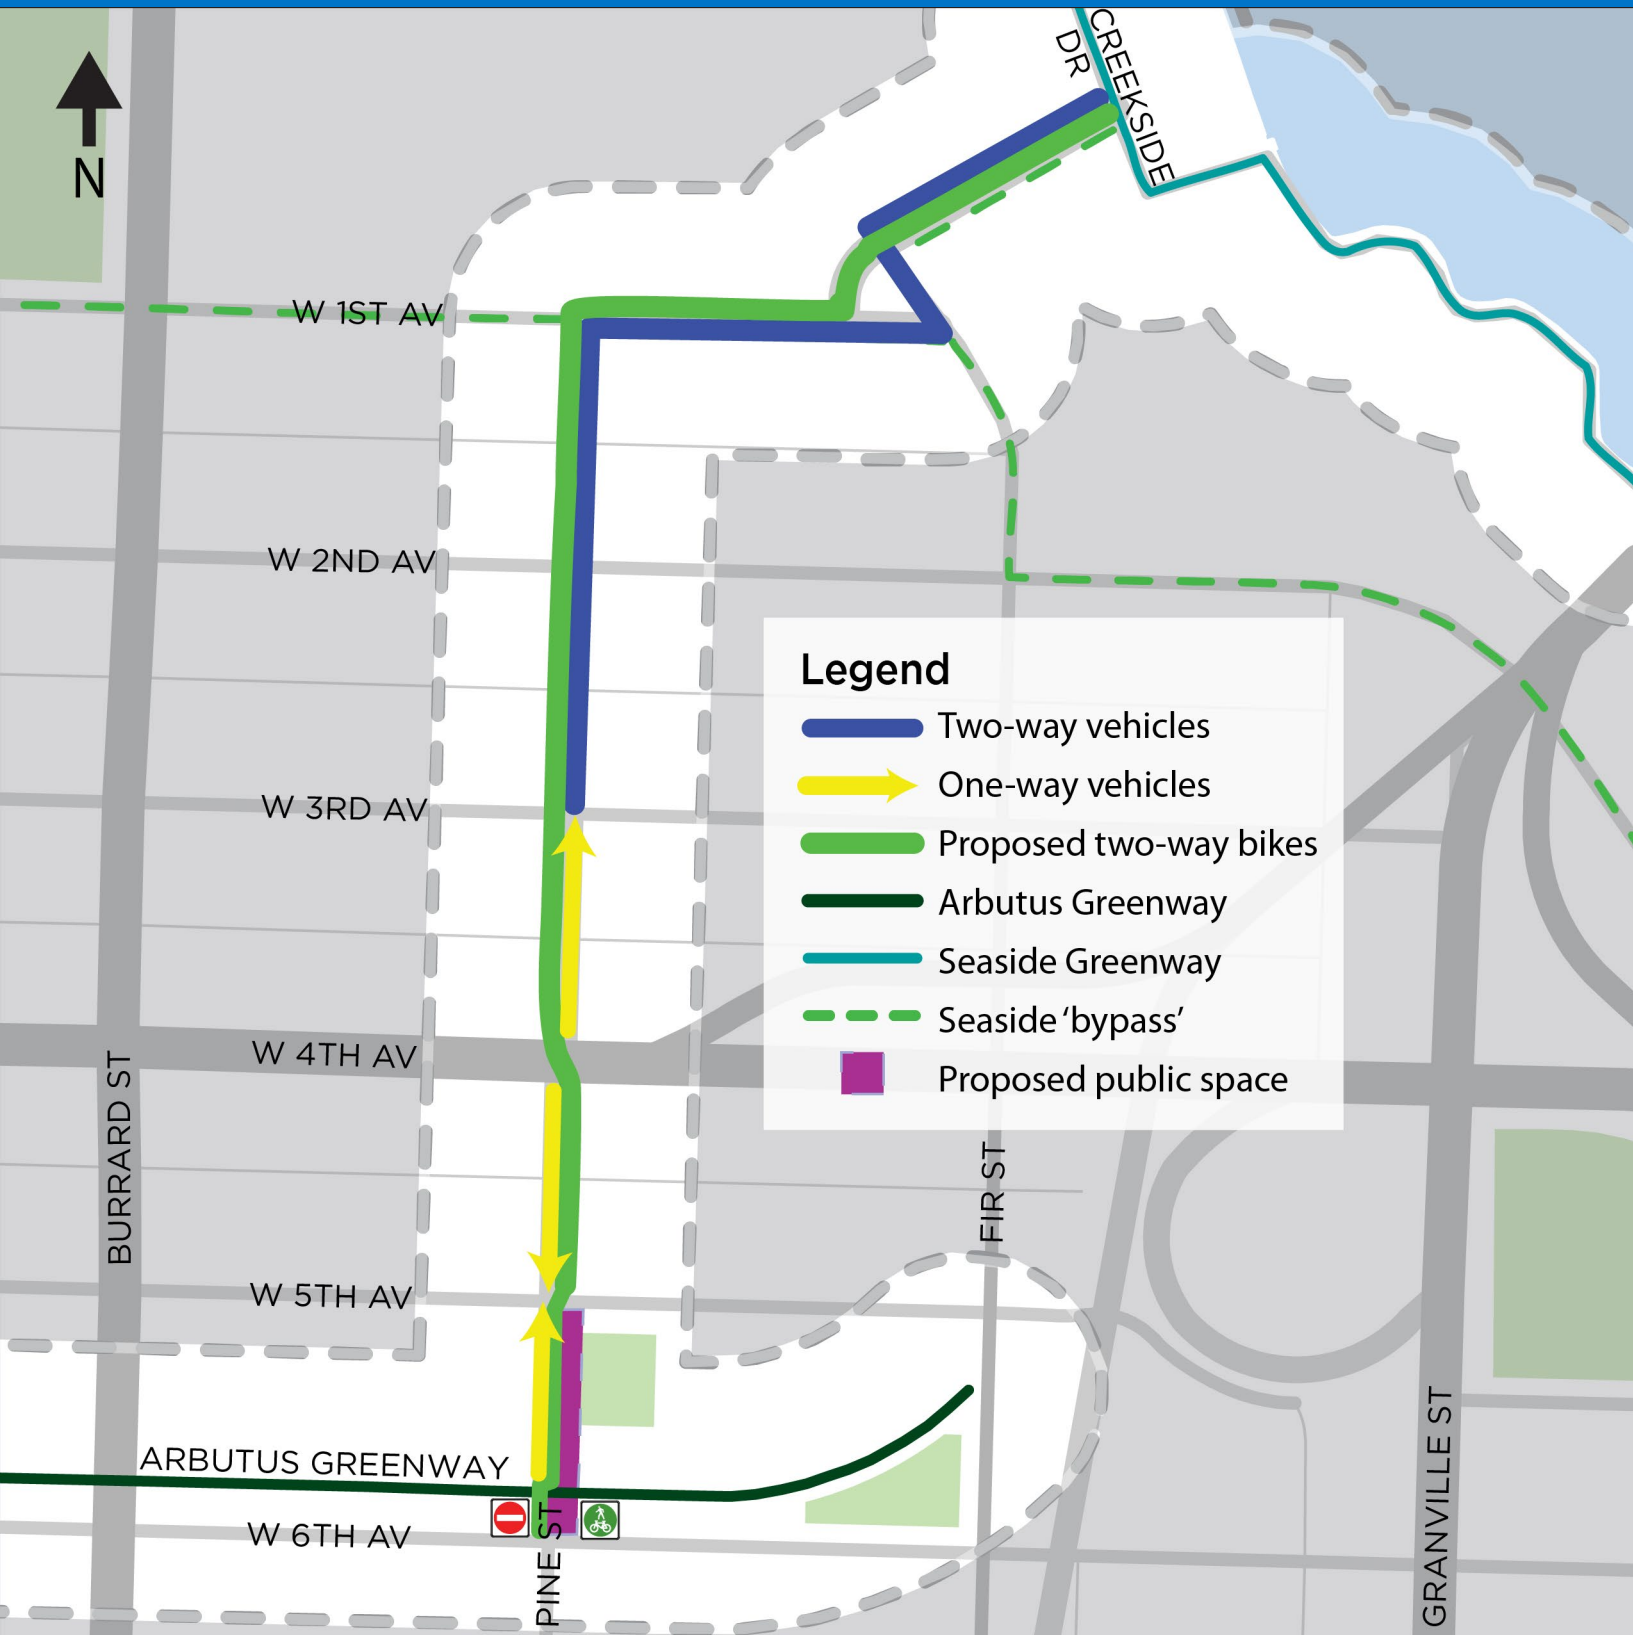 CREEKSIDE
DR
N
W 1ST AV
W 2ND AV
Legend
Two-way vehicles
One-way vehicles
W 3RD AV
Proposed two-way bikes
Arbutus Greenway
Seaside Greenway
Seaside ‘bypass’
W 4TH AV
Proposed public space
BURRARD ST
FIR ST
W 5TH AV
ARBUTUS GREENWAY
W 6TH AV
PINE ST
GRANVILLE ST